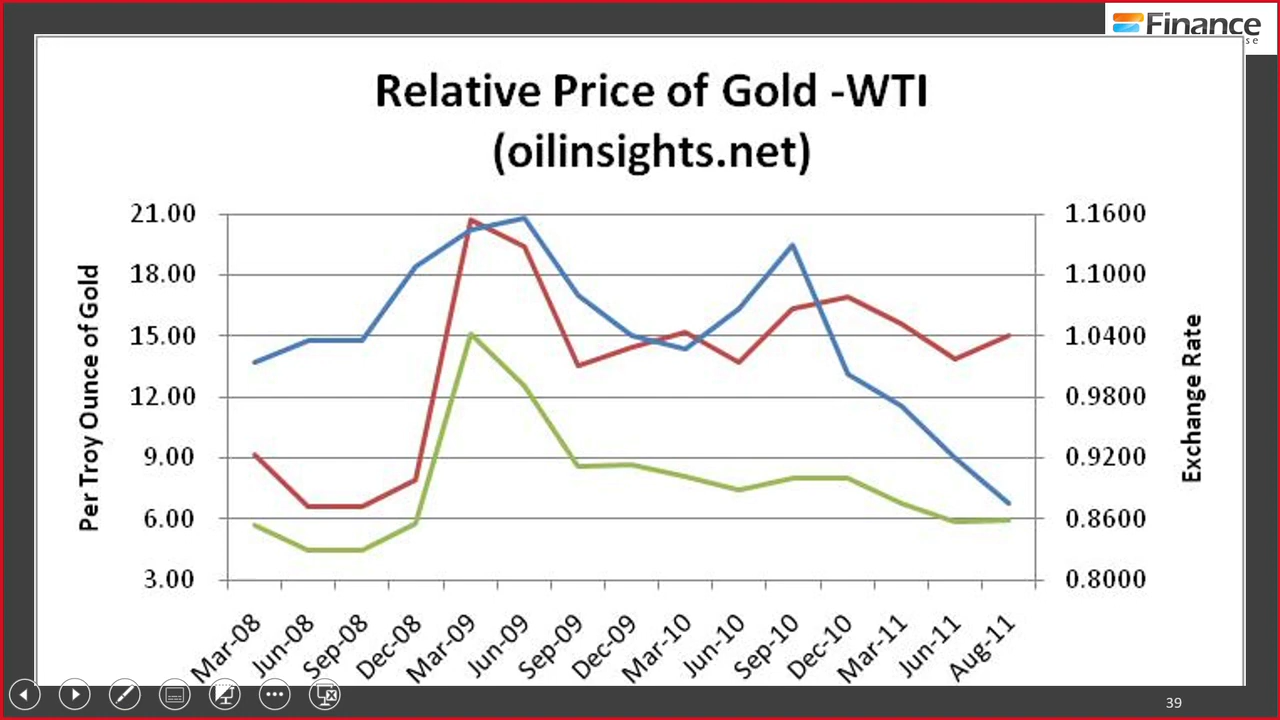 Finance
se
Relative Price of Gold -WTI
(oilinsights.net)
21.00
18.00
15.00
12.00
9.00
6.00
3.00
Per Troy Ounce of Gold
1.1600
1.1000
1.0400
0.9800
0.9200
0.8600
0.8000
Exchange Rate
Mar-08
Jun-08
Sep-08
Dec-08
Mar-09
Jun-09
Sep-09
Dec-09
Mar-10
Jun-10
Sep-10
Dec-10
Mar-11
Jun-11
Aug-11
39